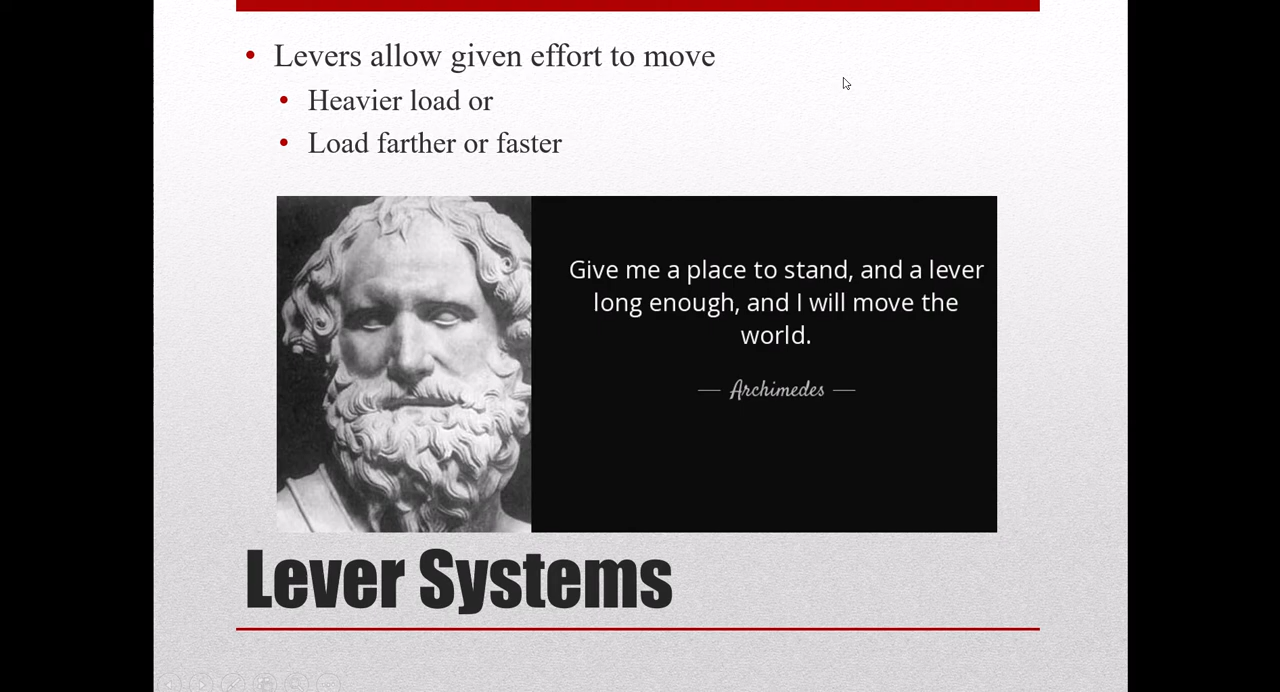 • Levers allow given effort to move
• Heavier load or
• Load farther or faster
Give me a place to stand, and a lever
long enough, and I will move the
world.
— Archimedes —
Lever Systems